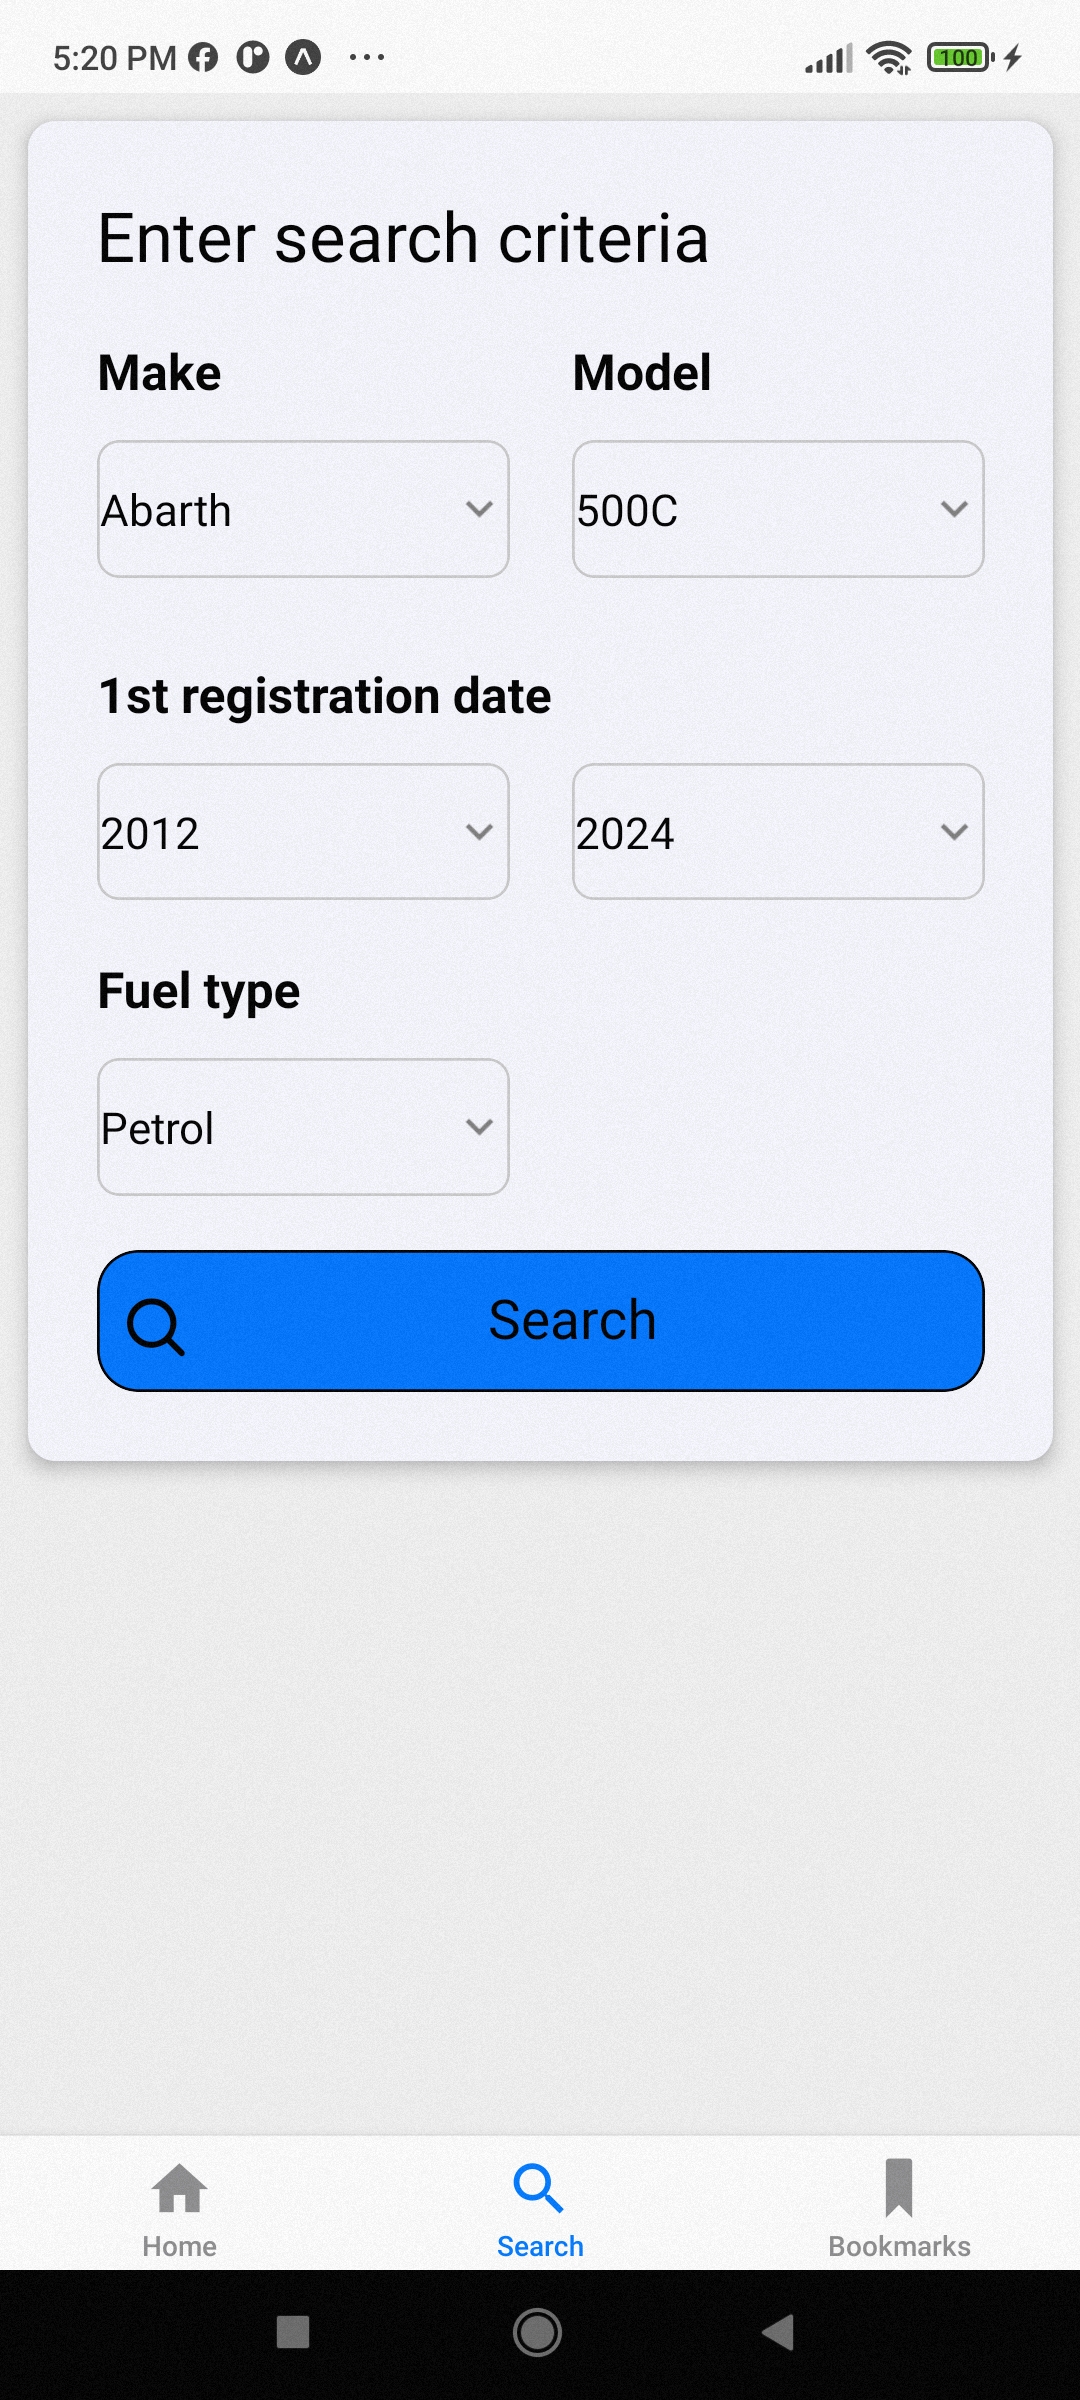 5:20 PM
100
Enter search criteria
Make Model
Abarth 500C
1st registration date
2012 2024
Fuel type
Petrol
Search
Home Search Bookmarks